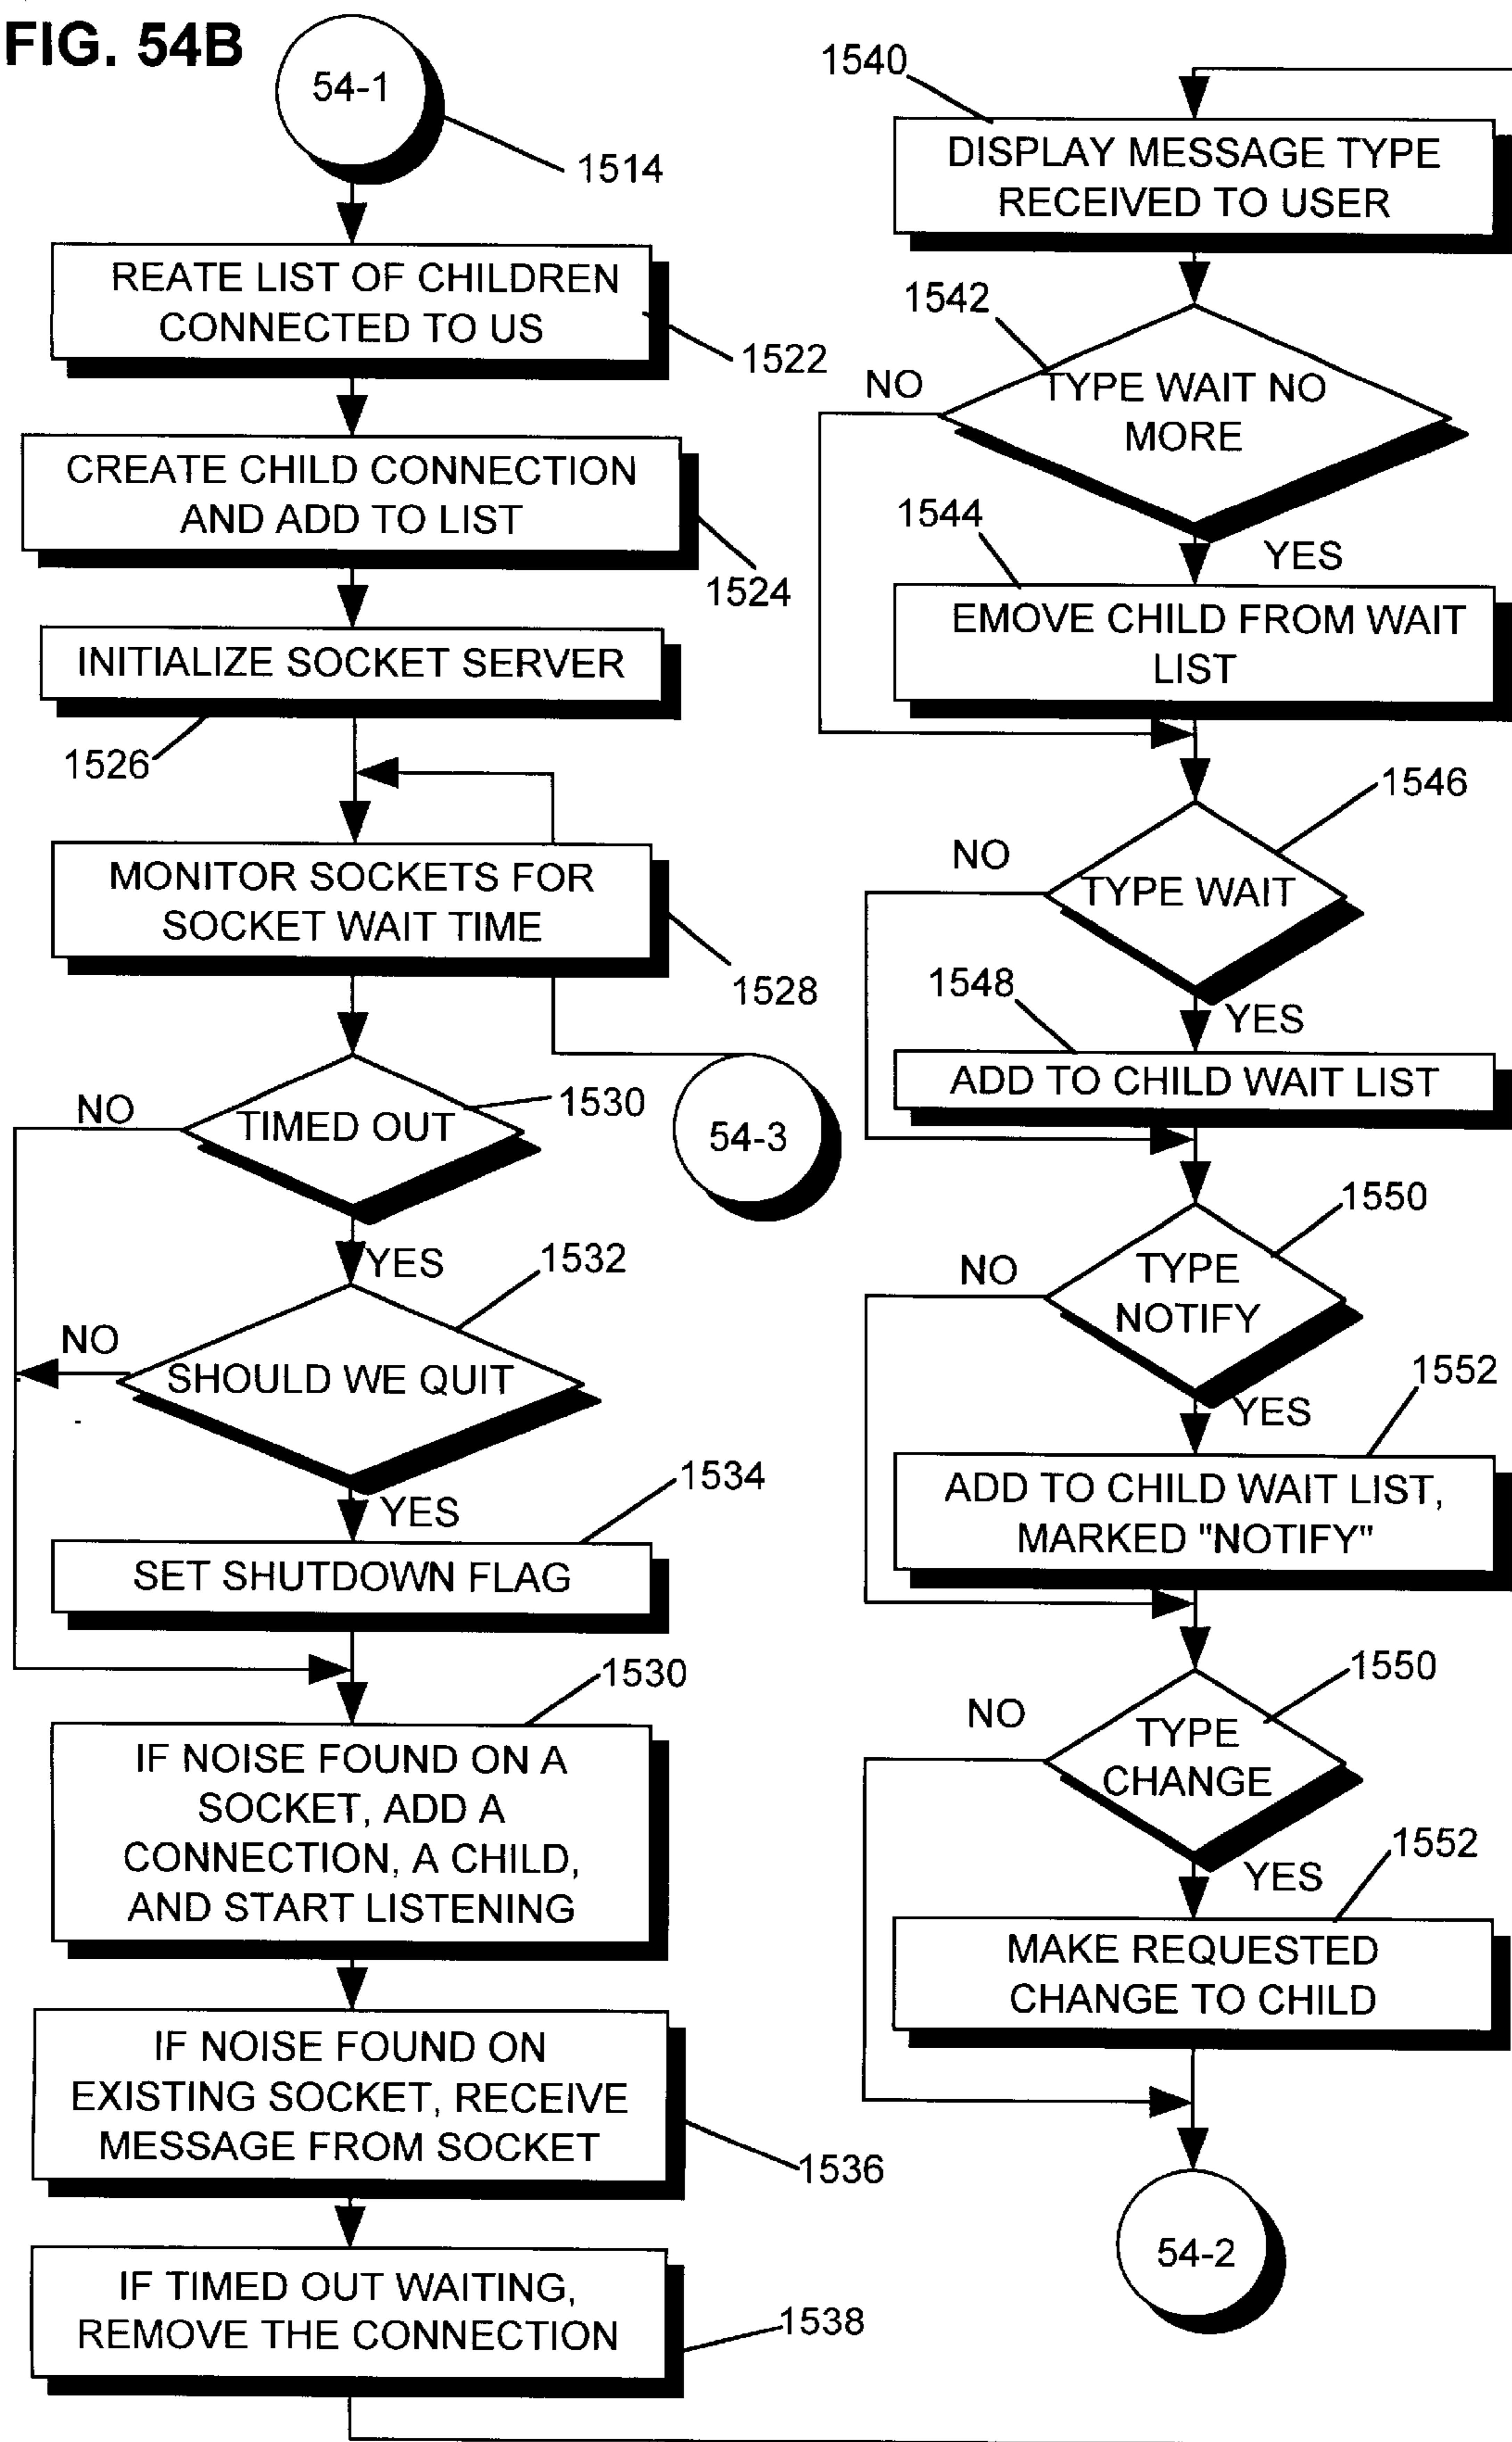 FIG. 54B
54-1
1514
REATE LIST OF CHILDREN
CONNECTED TO US
1522
CREATE CHILD CONNECTION
AND ADD TO LIST
1524
INITIALIZE SOCKET SERVER
1526
MONITOR SOCKETS FOR
SOCKET WAIT TIME
1528
54-3
TIMED OUT
1530
NO
YES
1532
SHOULD WE QUIT
NO
YES
1534
SET SHUTDOWN FLAG
1530
IF NOISE FOUND ON A
SOCKET, ADD A
CONNECTION, A CHILD,
AND START LISTENING
IF NOISE FOUND ON
EXISTING SOCKET, RECEIVE
MESSAGE FROM SOCKET
1536
IF TIMED OUT WAITING,
REMOVE THE CONNECTION
1538
1540
DISPLAY MESSAGE TYPE
RECEIVED TO USER
1542
NO
TYPE WAIT NO
MORE
1544
YES
EMOVE CHILD FROM WAIT
LIST
1546
NO
TYPE WAIT
1548
YES
ADD TO CHILD WAIT LIST
1550
NO
TYPE
NOTIFY
1552
YES
ADD TO CHILD WAIT LIST,
MARKED "NOTIFY"
1550
NO
TYPE
CHANGE
1552
YES
MAKE REQUESTED
CHANGE TO CHILD
54-2